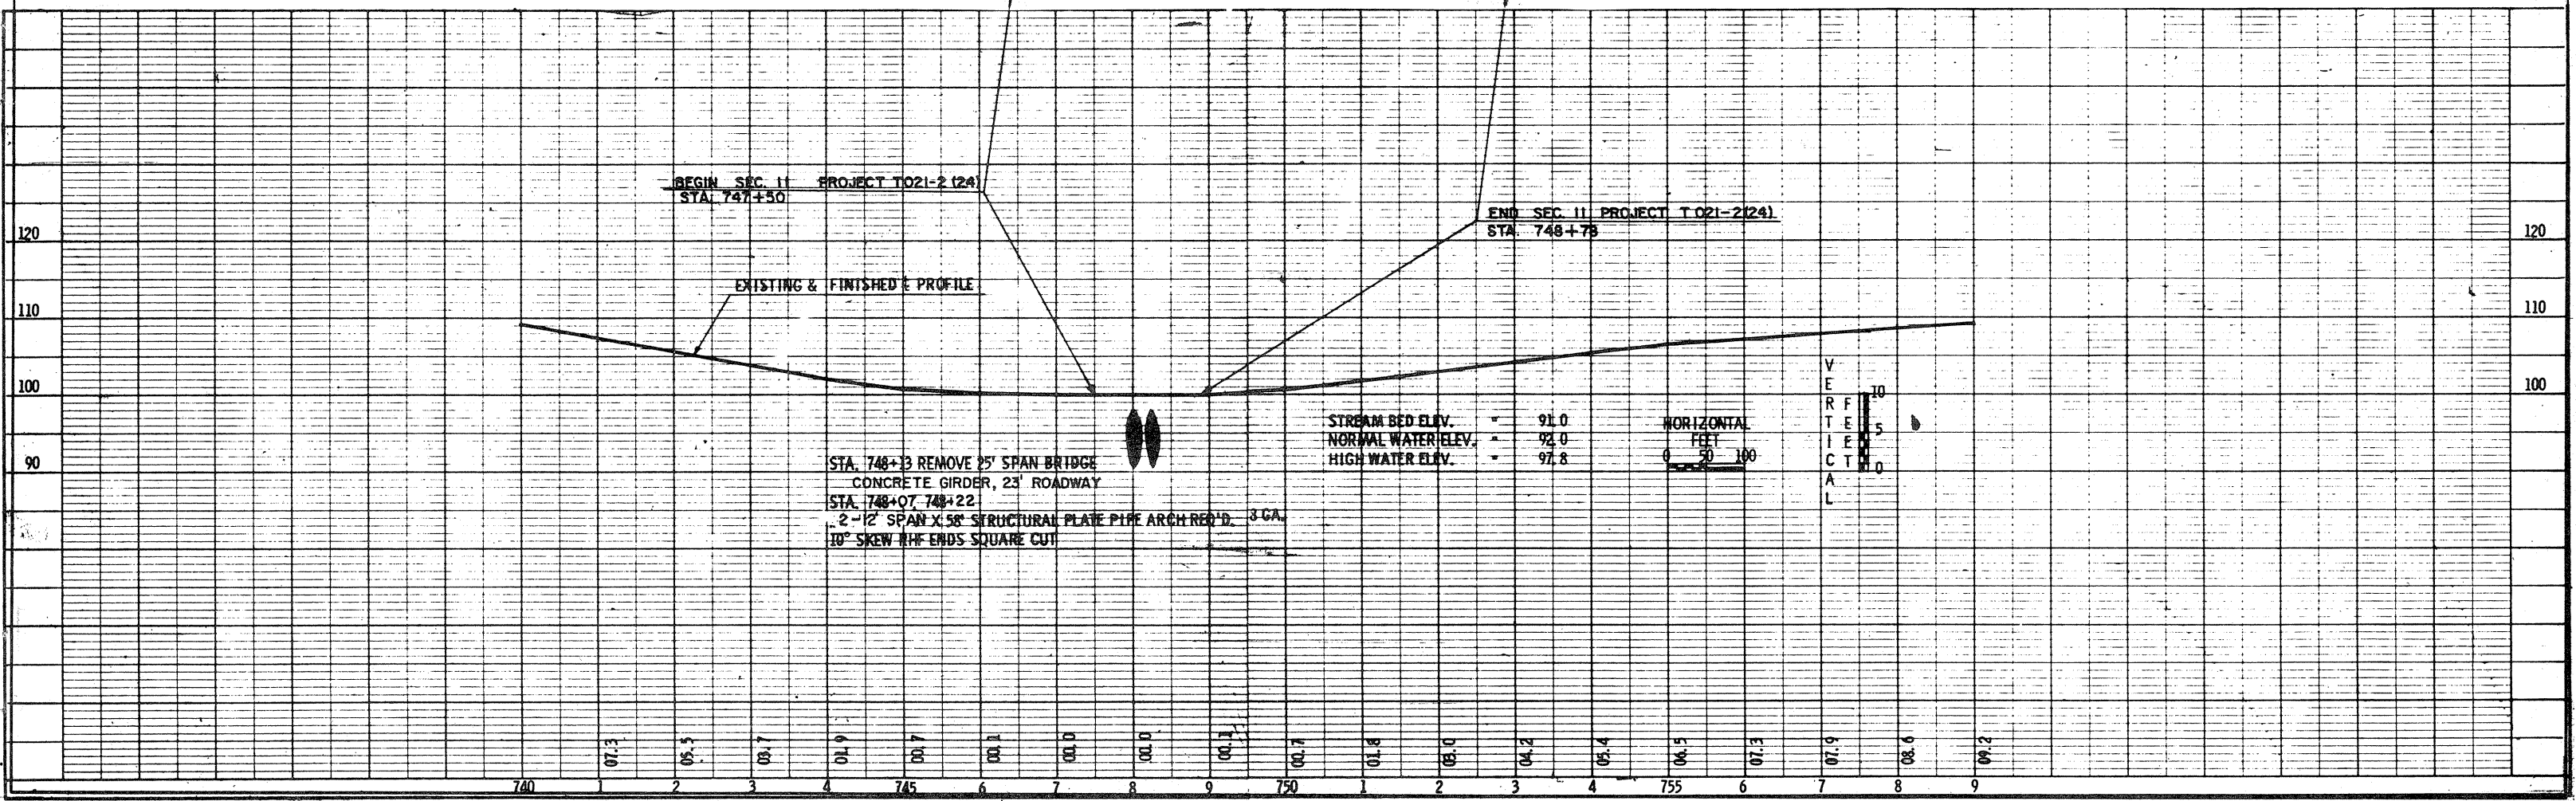 BEGIN SEC. 11 PROJECT T021-2 (24)
STA. 747+50
END SEC. 11 PROJECT T 021-2(24)
STA. 748+78
120
120
EXISTING & FINISHED ℄ PROFILE
110
110
100
100
90
STREAM BED ELEV. = 91.0
NORMAL WATER ELEV. = 92.0
HIGH WATER ELEV. = 97.8
HORIZONTAL
FEET
0 50 100
VERTICAL
FEET
10
5
0
STA. 748+13 REMOVE 25' SPAN BRIDGE
CONCRETE GIRDER, 23' ROADWAY
STA. 748+07, 748+22
2-12' SPAN X 58' STRUCTURAL PLATE PIPE ARCH REQ'D. 8 GA.
10° SKEW RHF ENDS SQUARE CUT
07.3 05.5 03.7 01.9 00.7 00.1 00.0 00.0 00.1 00.7 01.8 03.0 04.2 05.4 06.5 07.3 07.9 08.6 09.2
740 1 2 3 4 745 6 7 8 9 750 1 2 3 4 755 6 7 8 9